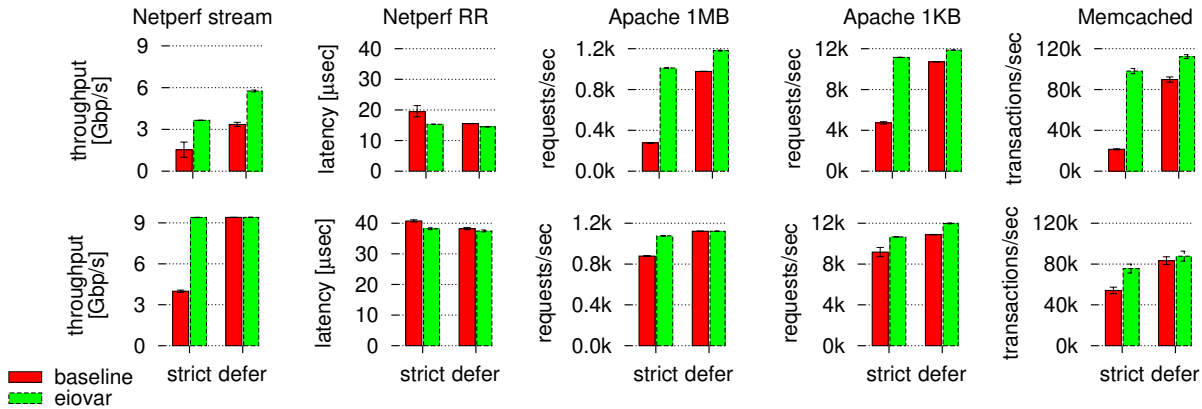 Netperf stream
Netperf RR
Apache 1MB
Apache 1KB
Memcached
throughput
[Gbp/s]
9
6
3
0
latency [µsec]
40
30
20
10
0
requests/sec
1.2k
0.8k
0.4k
0.0k
requests/sec
12k
8k
4k
0k
transactions/sec
120k
80k
40k
0k
throughput
[Gbp/s]
9
6
3
0
strict defer
latency [µsec]
40
30
20
10
0
strict defer
requests/sec
1.2k
0.8k
0.4k
0.0k
strict defer
requests/sec
12k
8k
4k
0k
strict defer
transactions/sec
120k
80k
40k
0k
strict defer
baseline
eiovar